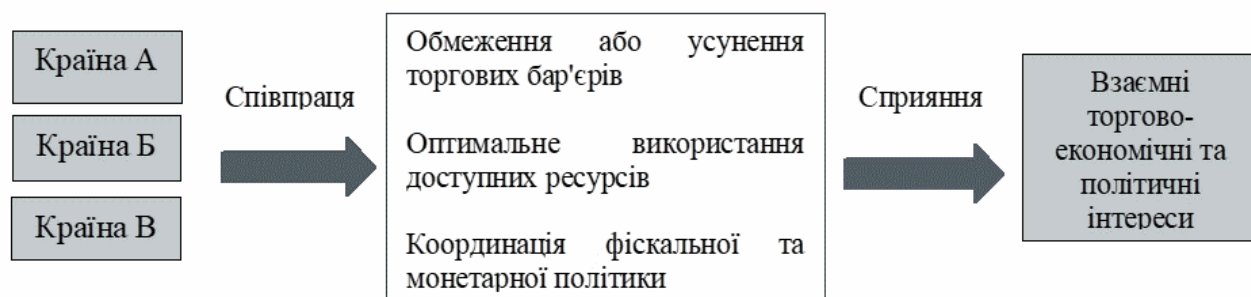 Країна А
Країна Б
Країна В
Співпраця
Обмеження або усунення
торгових бар'єрів
Оптимальне використання
доступних ресурсів
Координація фіскальної та
монетарної політики
Сприяння
Взаємні
торгово-
економічні та
політичні
інтереси